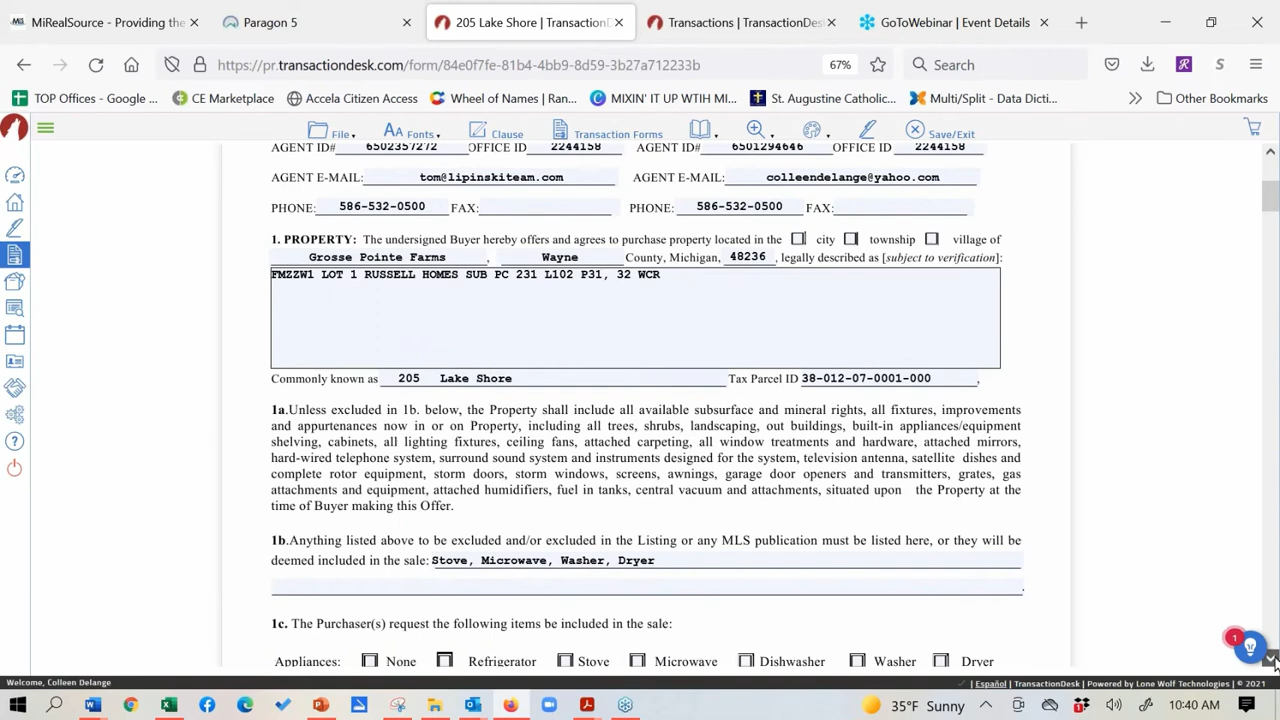 MiRealSource - Providing the
Paragon 5
205 Lake Shore | TransactionD
Transactions | TransactionDes
GoToWebinar | Event Details
https://pr.transactiondesk.com/form/84e0f7fe-81b4-4bb9-8d59-3b27a712233b
67%
Search
TOP Offices - Google ...
CE Marketplace
Accela Citizen Access
Wheel of Names | Ran...
MIXIN' IT UP WTIH MI...
St. Augustine Catholic...
Multi/Split - Data Dicti...
Other Bookmarks
File
Fonts
Clause
Transaction Forms
Save/Exit
AGENT ID# 6502357272 OFFICE ID 2244158 AGENT ID# 6501294646 OFFICE ID 2244158
AGENT E-MAIL: tom@lipinskiteam.com AGENT E-MAIL: colleendelange@yahoo.com
PHONE: 586-532-0500 FAX: PHONE: 586-532-0500 FAX:
1. PROPERTY: The undersigned Buyer hereby offers and agrees to purchase property located in the city township village of
Grosse Pointe Farms , Wayne County, Michigan, 48236 , legally described as [subject to verification]:
FMZZW1 LOT 1 RUSSELL HOMES SUB PC 231 L102 P31, 32 WCR
Commonly known as 205 Lake Shore Tax Parcel ID 38-012-07-0001-000 ,
1a.Unless excluded in 1b. below, the Property shall include all available subsurface and mineral rights, all fixtures, improvements
and appurtenances now in or on Property, including all trees, shrubs, landscaping, out buildings, built-in appliances/equipment
shelving, cabinets, all lighting fixtures, ceiling fans, attached carpeting, all window treatments and hardware, attached mirrors,
hard-wired telephone system, surround sound system and instruments designed for the system, television antenna, satellite dishes and
complete rotor equipment, storm doors, storm windows, screens, awnings, garage door openers and transmitters, grates, gas
attachments and equipment, attached humidifiers, fuel in tanks, central vacuum and attachments, situated upon the Property at the
time of Buyer making this Offer.
1b.Anything listed above to be excluded and/or excluded in the Listing or any MLS publication must be listed here, or they will be
deemed included in the sale: Stove, Microwave, Washer, Dryer
.
1c. The Purchaser(s) request the following items be included in the sale:
Appliances: None Refrigerator Stove Microwave Dishwasher Washer Dryer
1
Welcome, Colleen Delange
| Español | TransactionDesk | Powered by Lone Wolf Technologies | © 2021
35°F Sunny
10:40 AM